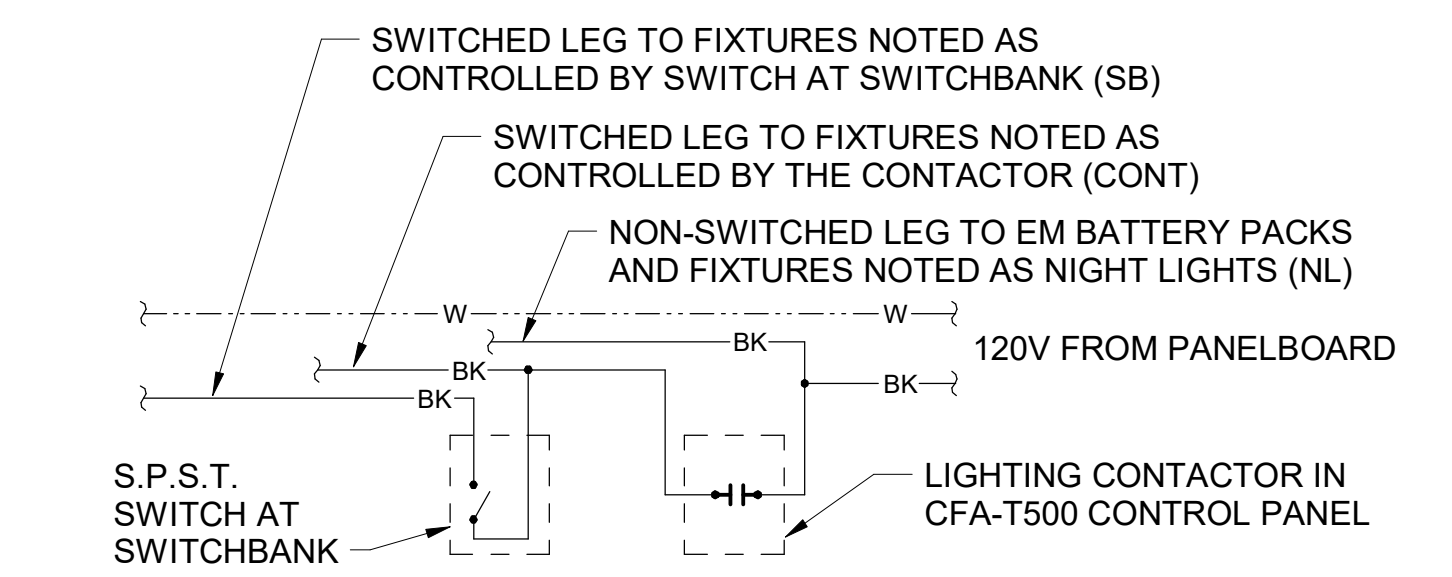 SWITCHED LEG TO FIXTURES NOTED AS
CONTROLLED BY SWITCH AT SWITCHBANK (SB)
SWITCHED LEG TO FIXTURES NOTED AS
CONTROLLED BY THE CONTACTOR (CONT)
NON-SWITCHED LEG TO EM BATTERY PACKS
AND FIXTURES NOTED AS NIGHT LIGHTS (NL)
W
W
BK
120V FROM PANELBOARD
BK
BK
BK
S.P.S.T.
SWITCH AT
SWITCHBANK
LIGHTING CONTACTOR IN
CFA-T500 CONTROL PANEL